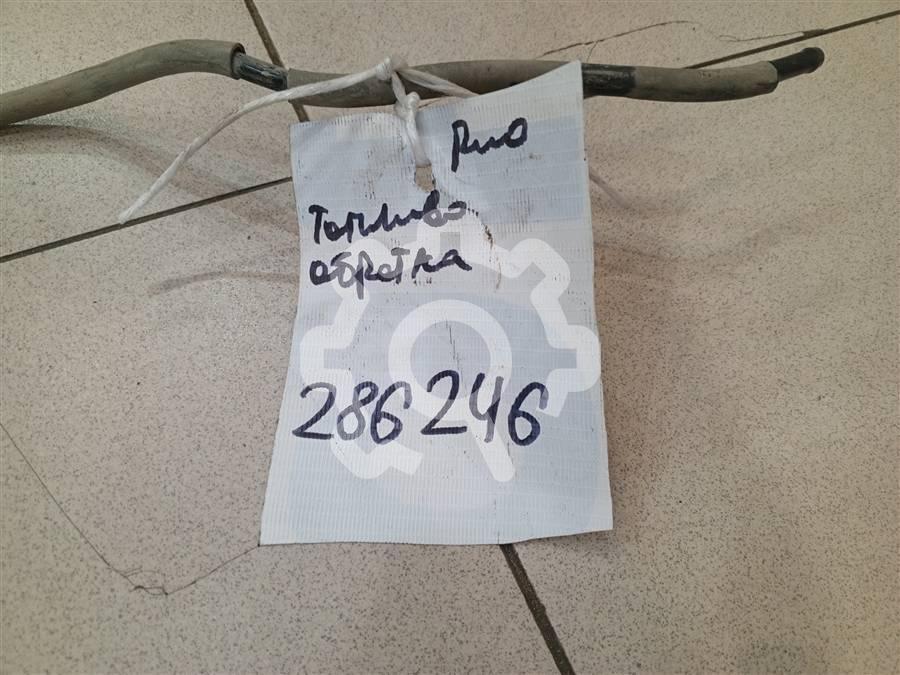 Рио
Топливо
обратка
286246